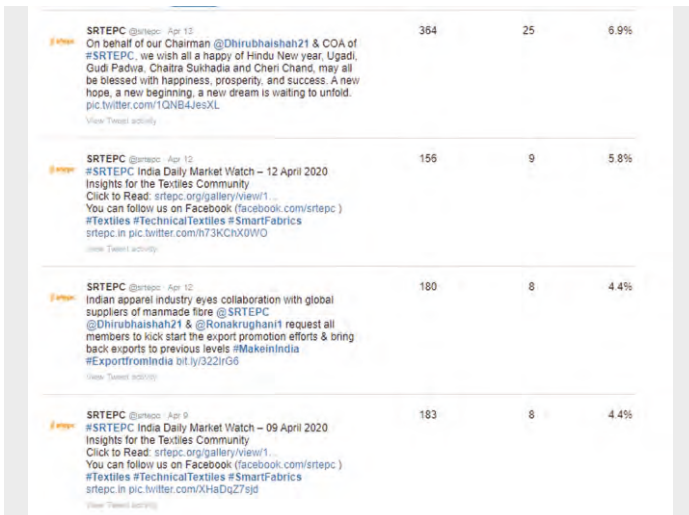 SRTEPC @srtepc · Apr 13 364 25 6.9%
On behalf of our Chairman @Dhirubhaishah21 & COA of
#SRTEPC, we wish all a happy of Hindu New year, Ugadi,
Gudi Padwa, Chaitra Sukhadia and Cheri Chand, may all
be blessed with happiness, prosperity, and success. A new
hope, a new beginning, a new dream is waiting to unfold.
pic.twitter.com/1QNB4JesXL
View Tweet activity
SRTEPC @srtepc · Apr 12 156 9 5.8%
#SRTEPC India Daily Market Watch – 12 April 2020
Insights for the Textiles Community
Click to Read: srtepc.org/gallery/view/1...
You can follow us on Facebook (facebook.com/srtepc )
#Textiles #TechnicalTextiles #SmartFabrics
srtepc.in pic.twitter.com/h73KChX0WO
View Tweet activity
SRTEPC @srtepc · Apr 12 180 8 4.4%
Indian apparel industry eyes collaboration with global
suppliers of manmade fibre @SRTEPC
@Dhirubhaishah21 & @Ronakrughani1 request all
members to kick start the export promotion efforts & bring
back exports to previous levels #MakeinIndia
#ExportfromIndia bit.ly/322IrG6
View Tweet activity
SRTEPC @srtepc · Apr 9 183 8 4.4%
#SRTEPC India Daily Market Watch – 09 April 2020
Insights for the Textiles Community
Click to Read: srtepc.org/gallery/view/1...
You can follow us on Facebook (facebook.com/srtepc )
#Textiles #TechnicalTextiles #SmartFabrics
srtepc.in pic.twitter.com/XHaDqZ7sjd
View Tweet activity